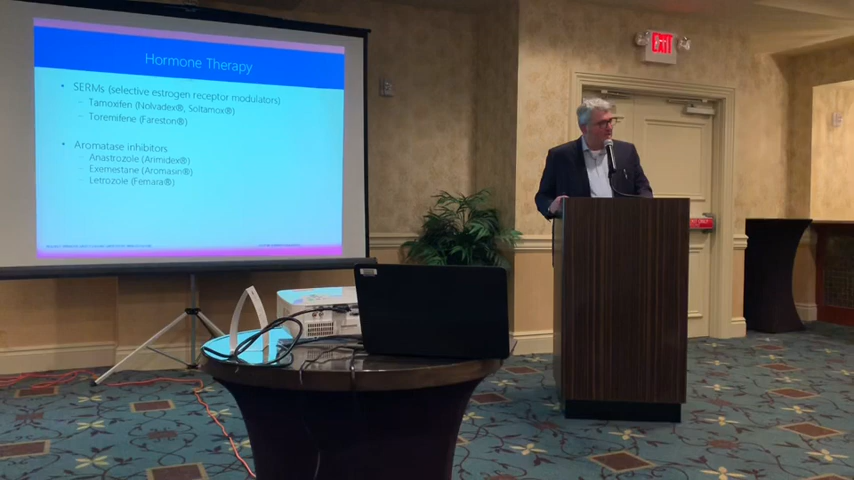 Hormone Therapy
• SERMs (selective estrogen receptor modulators)
– Tamoxifen (Nolvadex®, Soltamox®)
– Toremifene (Fareston®)
• Aromatase inhibitors
– Anastrozole (Arimidex®)
– Exemestane (Aromasin®)
– Letrozole (Femara®)
EXIT